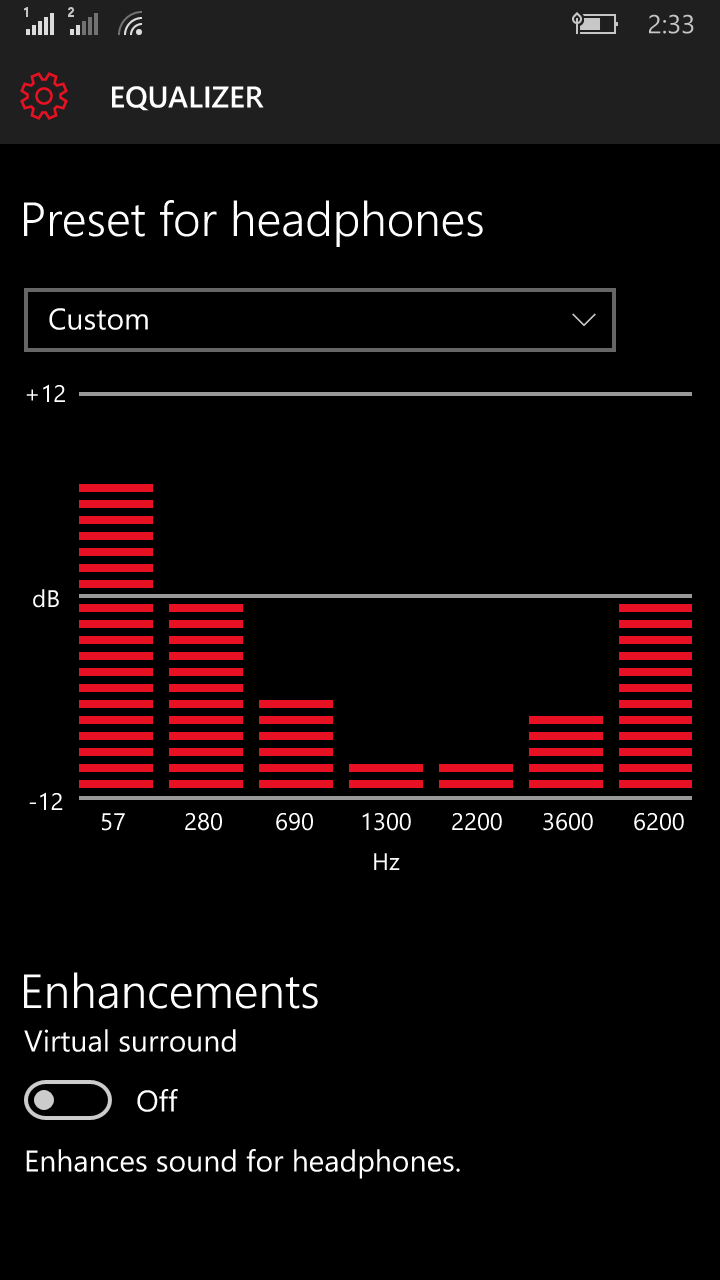 1 2 2:33
EQUALIZER
Preset for headphones
Custom
+12
dB
-12
57 280 690 1300 2200 3600 6200
Hz
Enhancements
Virtual surround
Off
Enhances sound for headphones.